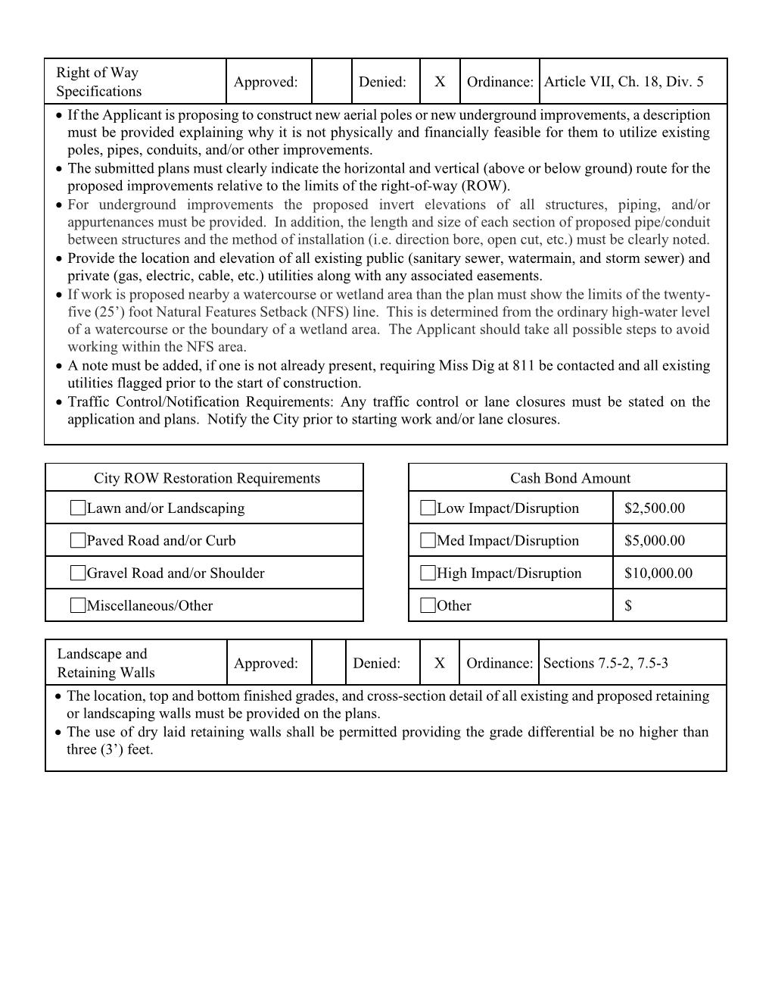 Right of Way
Specifications
Approved:
Denied:
X
Ordinance:
Article VII, Ch. 18, Div. 5
• If the Applicant is proposing to construct new aerial poles or new underground improvements, a description
must be provided explaining why it is not physically and financially feasible for them to utilize existing
poles, pipes, conduits, and/or other improvements.
• The submitted plans must clearly indicate the horizontal and vertical (above or below ground) route for the
proposed improvements relative to the limits of the right-of-way (ROW).
• For underground improvements the proposed invert elevations of all structures, piping, and/or
appurtenances must be provided. In addition, the length and size of each section of proposed pipe/conduit
between structures and the method of installation (i.e. direction bore, open cut, etc.) must be clearly noted.
• Provide the location and elevation of all existing public (sanitary sewer, watermain, and storm sewer) and
private (gas, electric, cable, etc.) utilities along with any associated easements.
• If work is proposed nearby a watercourse or wetland area than the plan must show the limits of the twenty-
five (25’) foot Natural Features Setback (NFS) line. This is determined from the ordinary high-water level
of a watercourse or the boundary of a wetland area. The Applicant should take all possible steps to avoid
working within the NFS area.
• A note must be added, if one is not already present, requiring Miss Dig at 811 be contacted and all existing
utilities flagged prior to the start of construction.
• Traffic Control/Notification Requirements: Any traffic control or lane closures must be stated on the
application and plans. Notify the City prior to starting work and/or lane closures.
City ROW Restoration Requirements
Lawn and/or Landscaping
Paved Road and/or Curb
Gravel Road and/or Shoulder
Miscellaneous/Other
Cash Bond Amount
Low Impact/Disruption $2,500.00
Med Impact/Disruption $5,000.00
High Impact/Disruption $10,000.00
Other $
Landscape and
Retaining Walls
Approved:
Denied:
X
Ordinance:
Sections 7.5-2, 7.5-3
• The location, top and bottom finished grades, and cross-section detail of all existing and proposed retaining
or landscaping walls must be provided on the plans.
• The use of dry laid retaining walls shall be permitted providing the grade differential be no higher than
three (3’) feet.